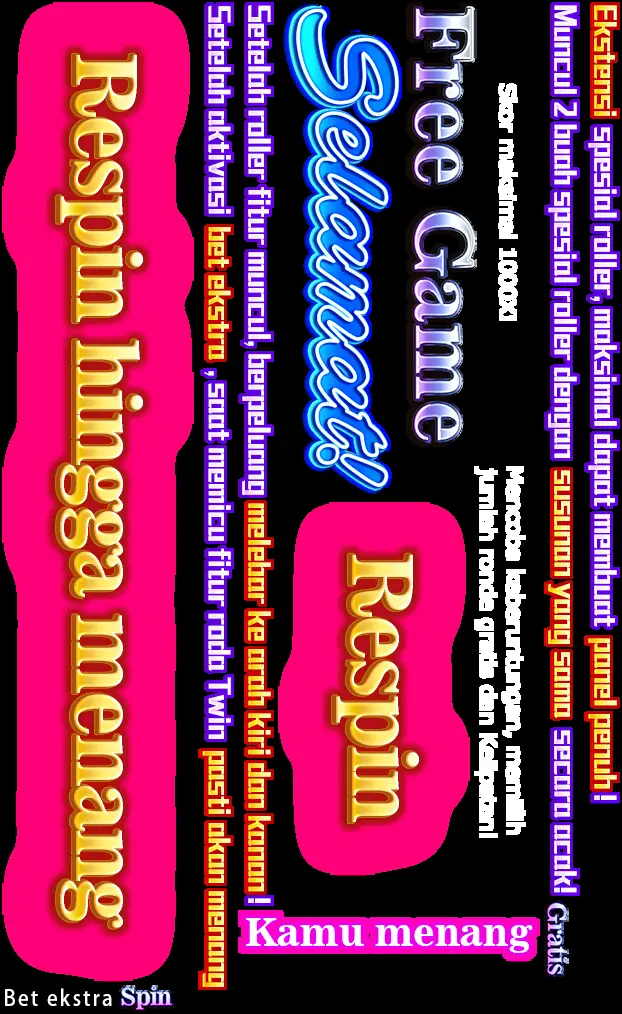 Ekstensi spesial roller, maksimal dapat membuat panel penuh!
Muncul 2 buah spesial roller dengan susunan yang sama secara acak!
Gratis
Skor maksimal 1000X!
Mencoba keberuntungan, memilih
jumlah ronde gratis dan Kelipatan!
Free Game
Selamat!
Respin
Kamu menang
Setelah roller fitur muncul, berpeluang melebar ke arah kiri dan kanan!
Setelah aktivasi bet ekstra, saat memicu fitur roda Twin pasti akan menang
Respin hingga menang
Bet ekstra Spin